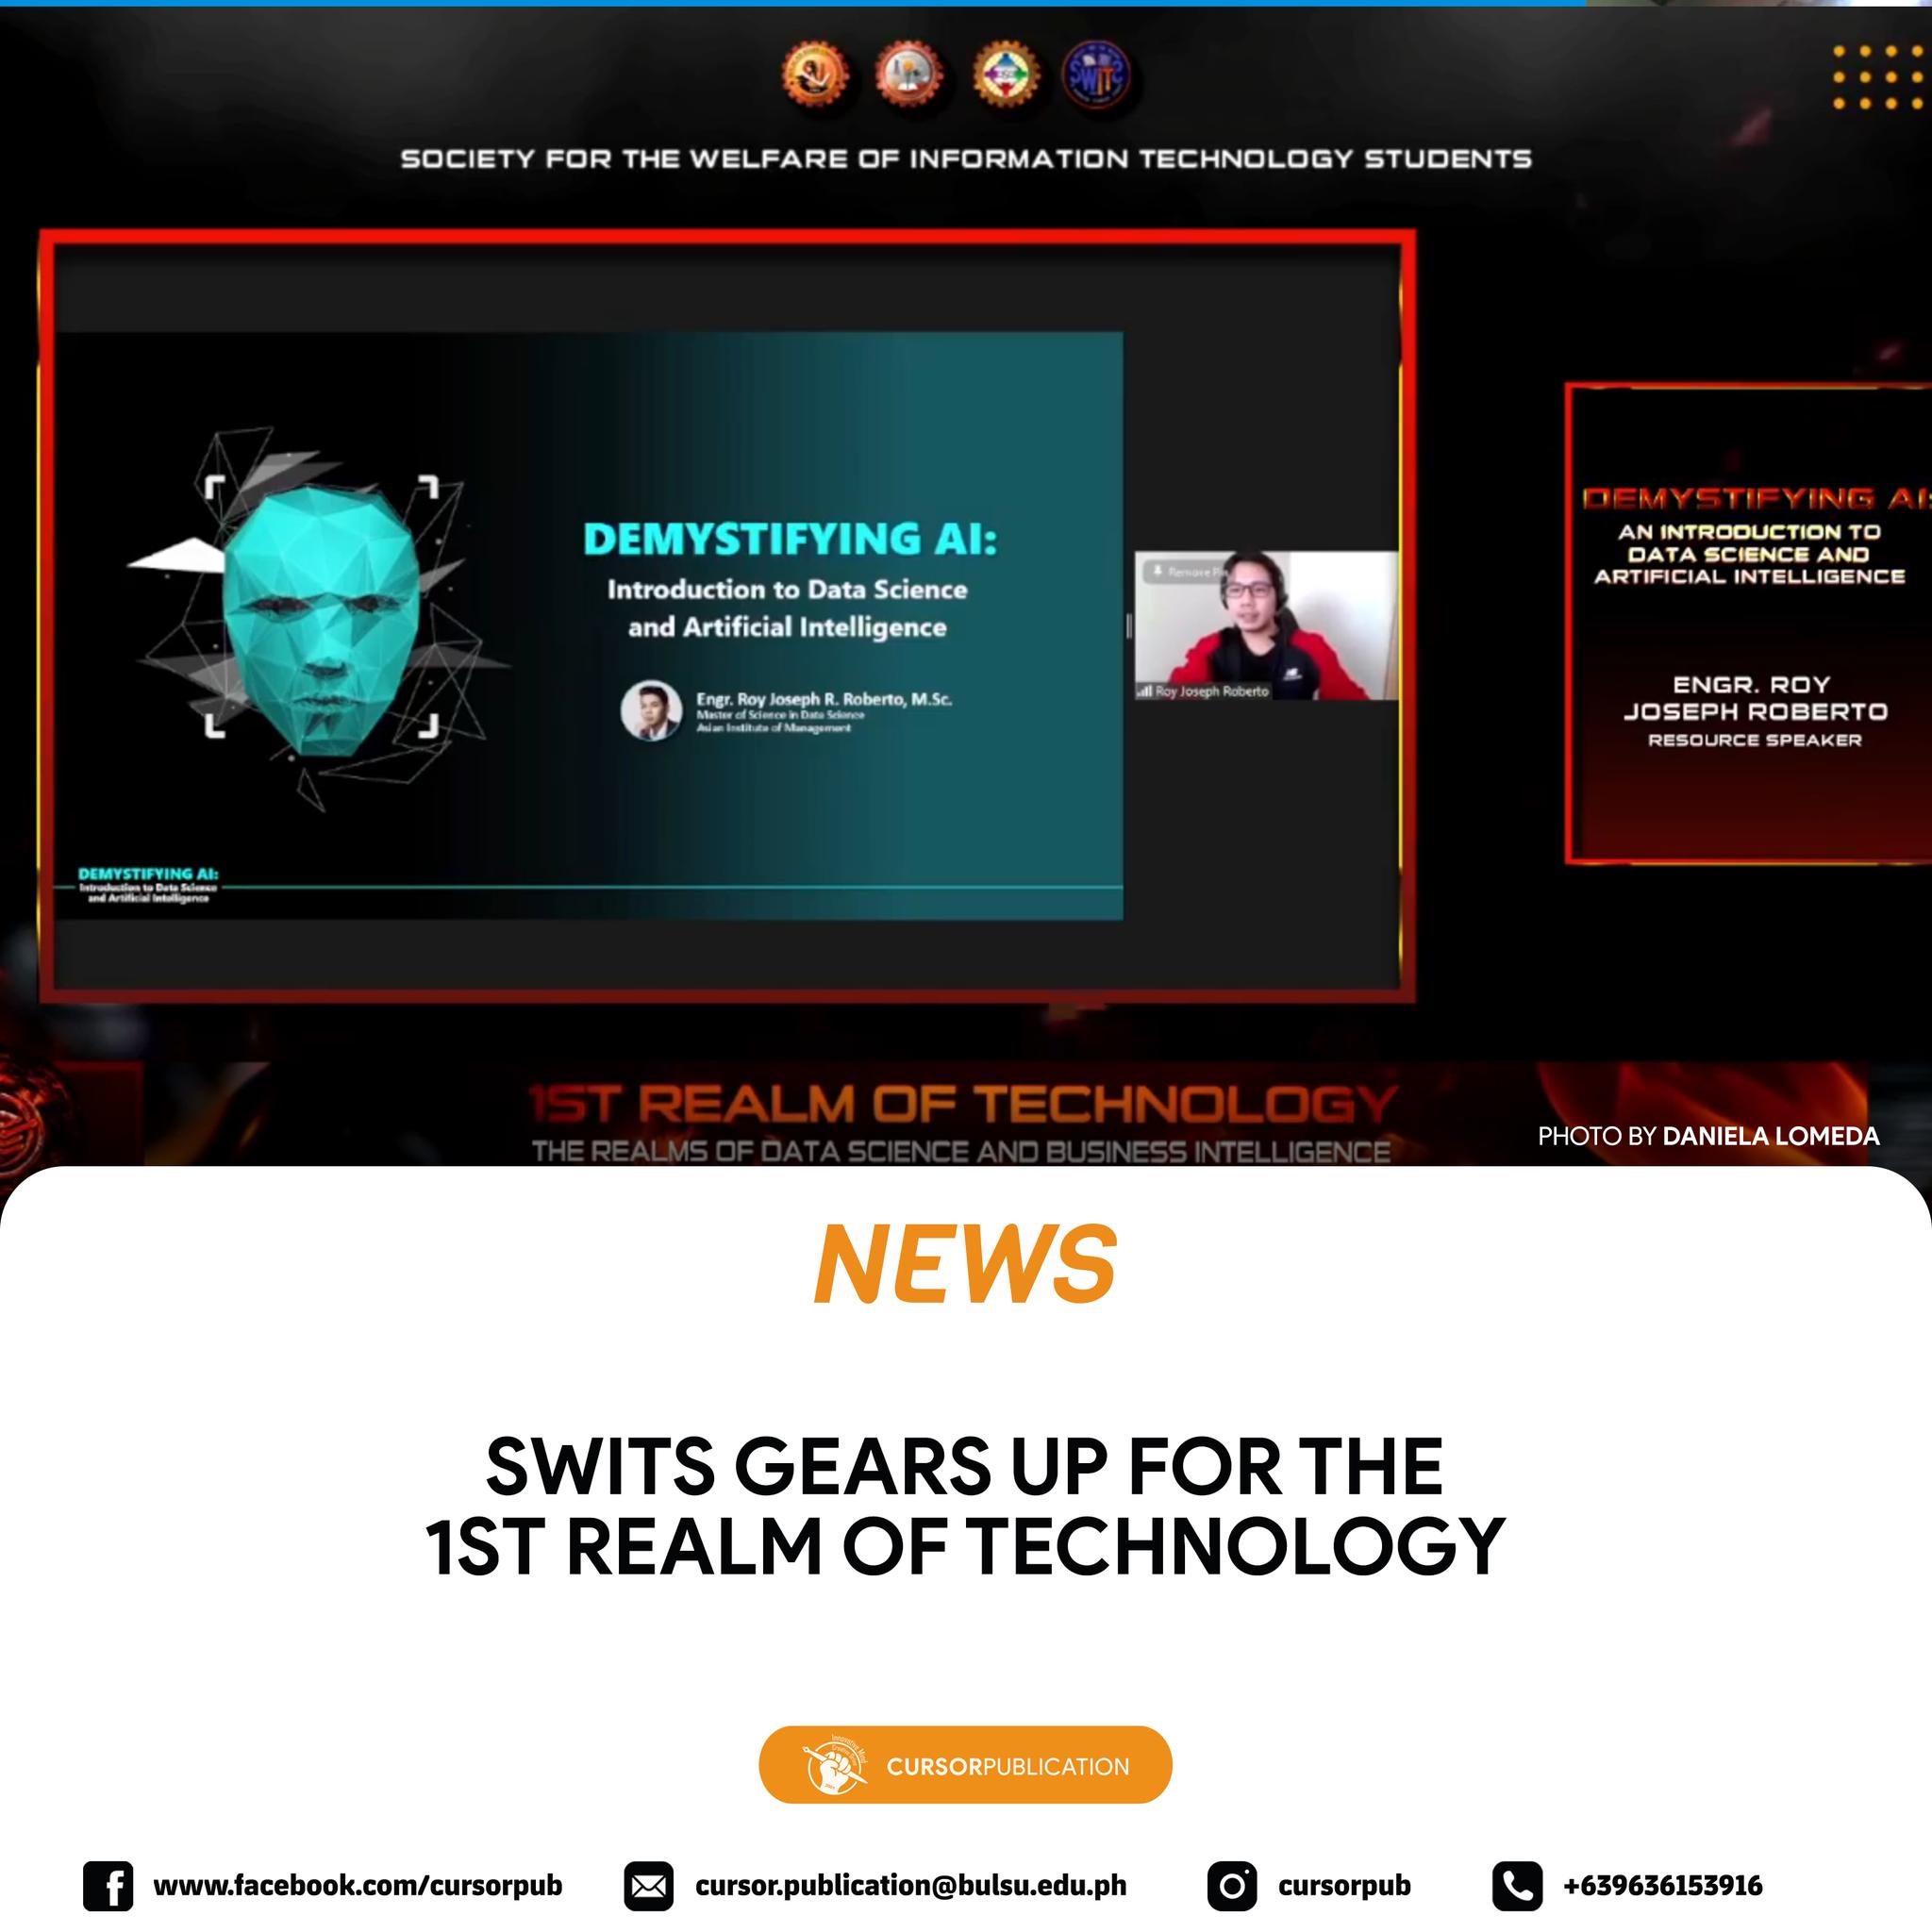 SOCIETY FOR THE WELFARE OF INFORMATION TECHNOLOGY STUDENTS
DEMYSTIFYING AI:
Introduction to Data Science
and Artificial Intelligence
Engr. Roy Joseph R. Roberto, M.Sc.
Master of Science in Data Science
Asian Institute of Management
Remove
Roy Joseph Roberto
DEMYSTIFYING AI:
Introduction to Data Science
and Artificial Intelligence
DEMYSTIFYING AI:
AN INTRODUCTION TO
DATA SCIENCE AND
ARTIFICIAL INTELLIGENCE
ENGR. ROY
JOSEPH ROBERTO
RESOURCE SPEAKER
1ST REALM OF TECHNOLOGY
THE REALMS OF DATA SCIENCE AND BUSINESS INTELLIGENCE
PHOTO BY DANIELA LOMEDA
NEWS
SWITS GEARS UP FOR THE
1ST REALM OF TECHNOLOGY
CURSORPUBLICATION
www.facebook.com/cursorpub
cursor.publication@bulsu.edu.ph
cursorpub
+639636153916